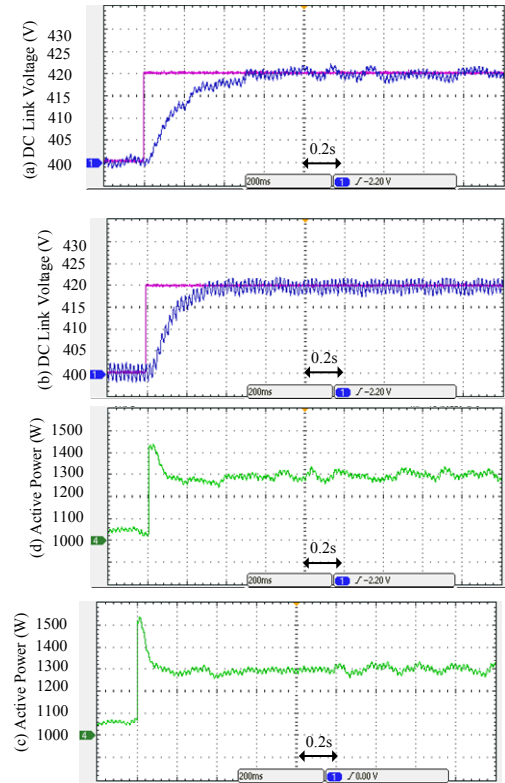 (a) DC Link Voltage (V)
435
430
420
415
410
405
400
1
0.2s
200ms
1 ƒ −2.20 V
(b) DC Link Voltage (V)
430
420
415
410
405
400
1
0.2s
200ms
1 ƒ −2.20 V
(d) Active Power (W)
1500
1400
1300
1200
1100
1000
4
0.2s
200ms
1 ƒ −2.20 V
(c) Active Power (W)
1500
1400
1300
1200
1100
1000
4
0.2s
200ms
1 ƒ 0.00 V